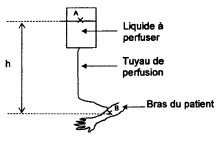 A
Liquide à
perfuser
h
Tuyau de
perfusion
B
Bras du patient